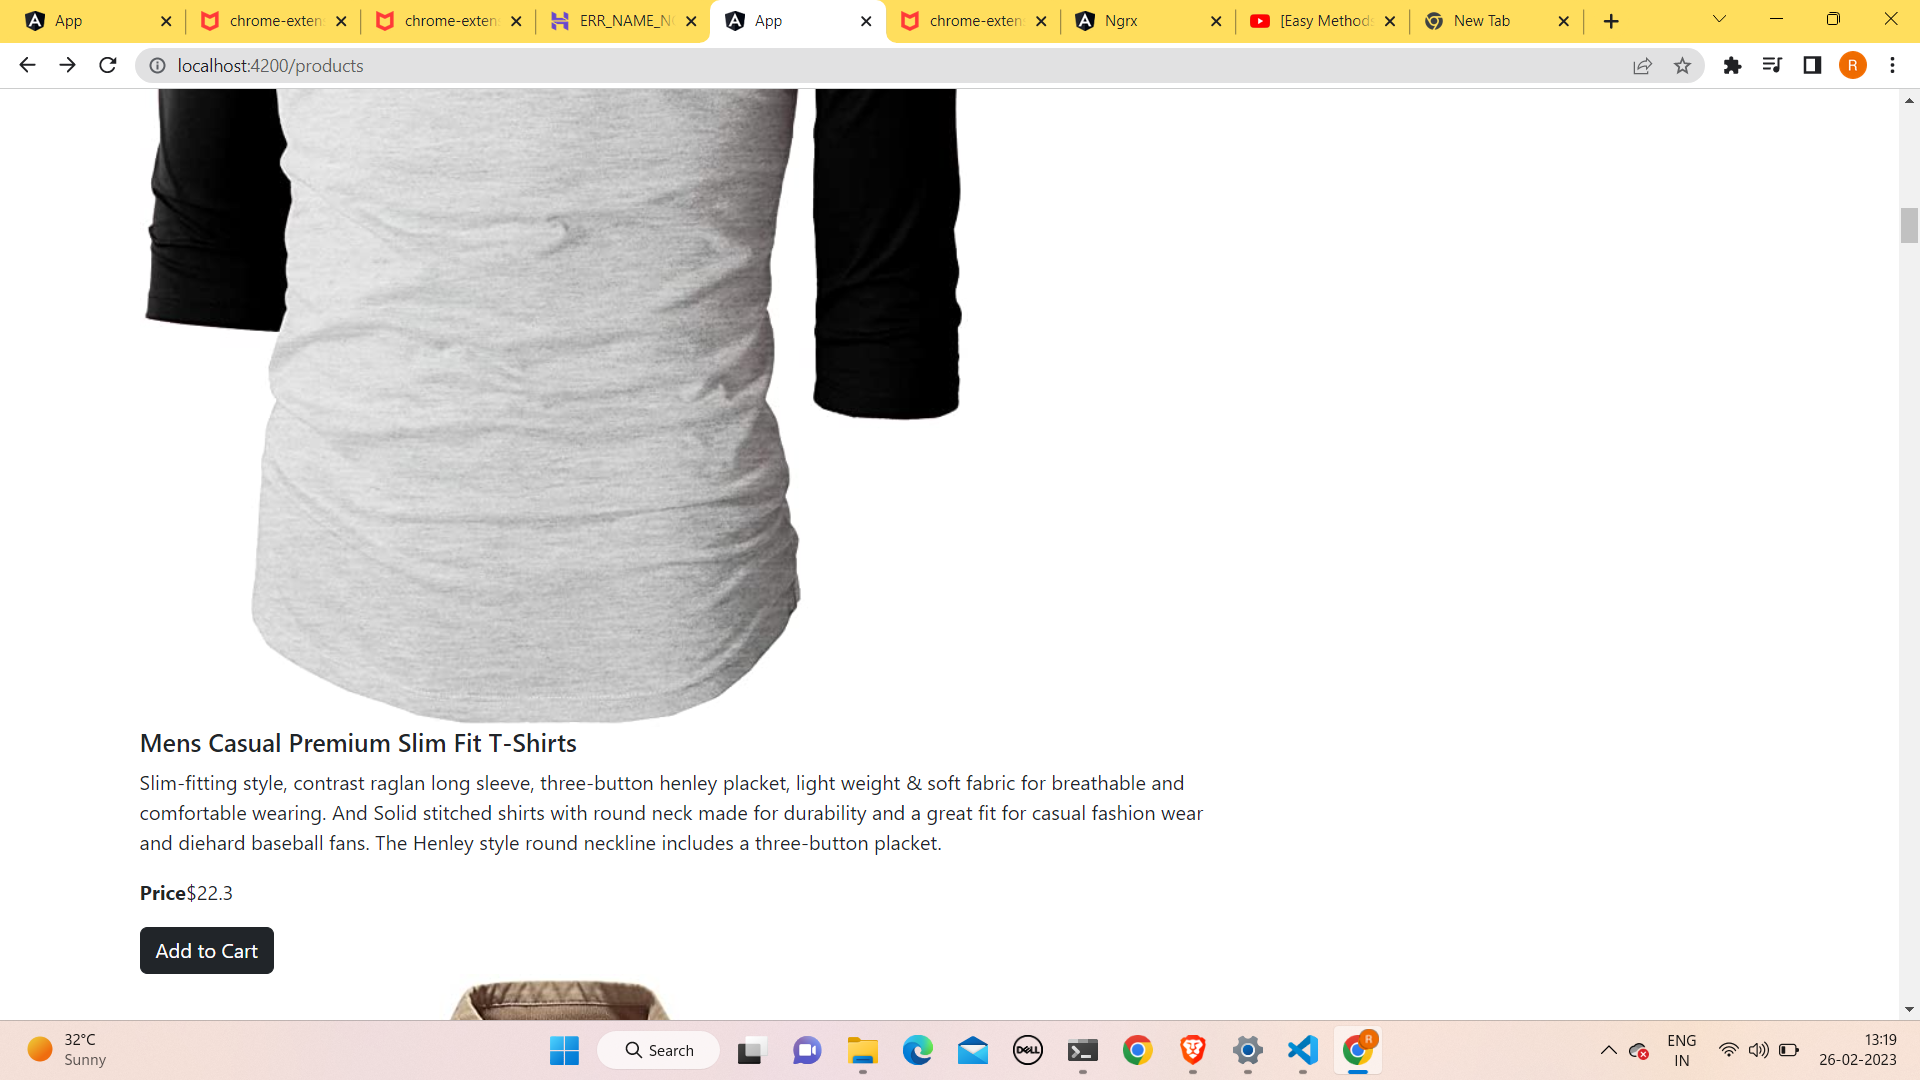 App
chrome-exten
chrome-exten
ERR_NAME_N
App
chrome-exten
Ngrx
[Easy Methods
New Tab
localhost:4200/products
R
Mens Casual Premium Slim Fit T-Shirts
Slim-fitting style, contrast raglan long sleeve, three-button henley placket, light weight & soft fabric for breathable and
comfortable wearing. And Solid stitched shirts with round neck made for durability and a great fit for casual fashion wear
and diehard baseball fans. The Henley style round neckline includes a three-button placket.
Price$22.3
Add to Cart
32°C
Sunny
Search
DELL
R
ENG
IN
13:19
26-02-2023